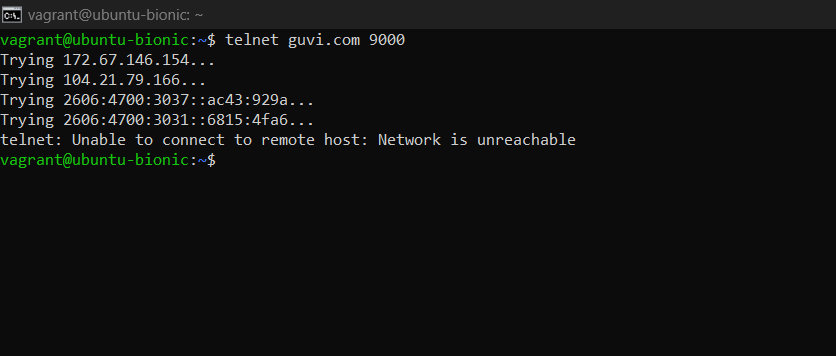 C:\.
vagrant@ubuntu-bionic: ~
vagrant@ubuntu-bionic:~$ telnet guvi.com 9000
Trying 172.67.146.154...
Trying 104.21.79.166...
Trying 2606:4700:3037::ac43:929a...
Trying 2606:4700:3031::6815:4fa6...
telnet: Unable to connect to remote host: Network is unreachable
vagrant@ubuntu-bionic:~$